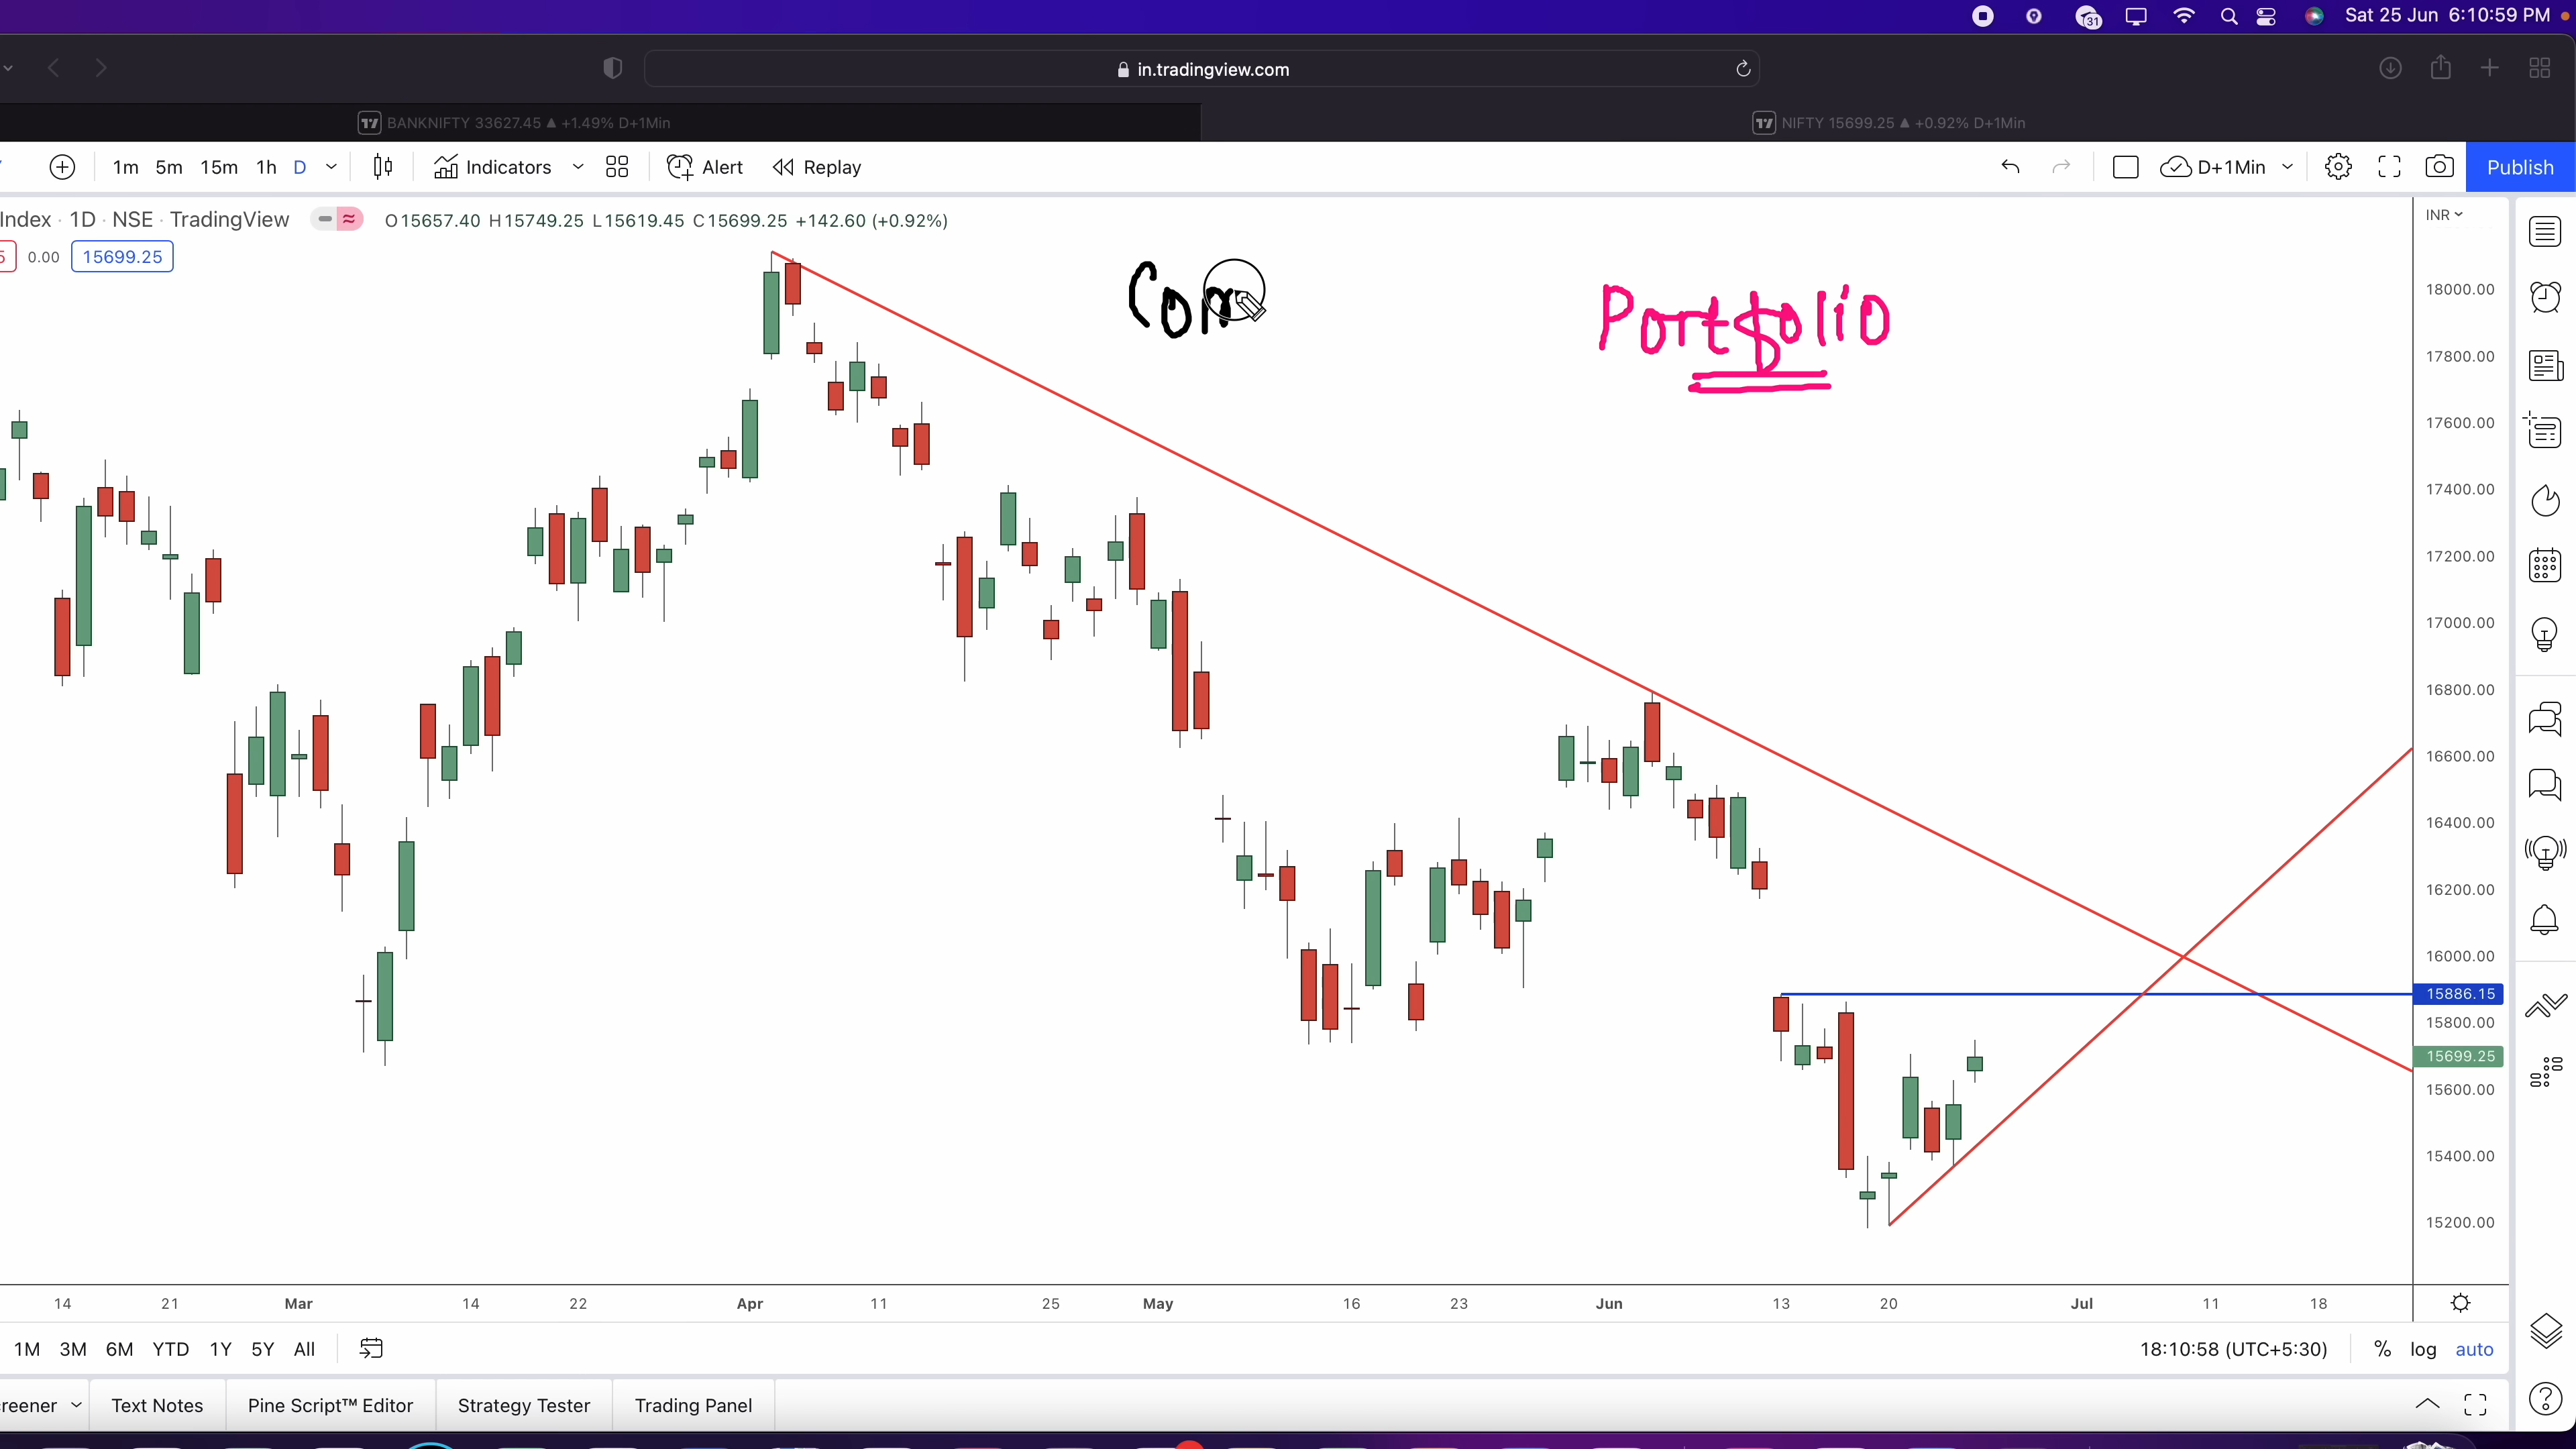 Sat 25 Jun 6:10:59 PM
31
in.tradingview.com
BANKNIFTY 33627.45 ▲ +1.49% D+1Min
NIFTY 15699.25 ▲ +0.92% D+1Min
1m 5m 15m 1h D Indicators Alert Replay D+1Min Publish
Index · 1D · NSE · TradingView O15657.40 H15749.25 L15619.45 C15699.25 +142.60 (+0.92%)
INR
5 0.00 15699.25
Com
Portfolio
18000.00
17800.00
17600.00
17400.00
17200.00
17000.00
16800.00
16600.00
16400.00
16200.00
16000.00
15886.15
15800.00
15699.25
15600.00
15400.00
15200.00
14 21 Mar 14 22 Apr 11 25 May 16 23 Jun 13 20 Jul 11 18
1M 3M 6M YTD 1Y 5Y All 18:10:58 (UTC+5:30) % log auto
reener Text Notes Pine Script™ Editor Strategy Tester Trading Panel